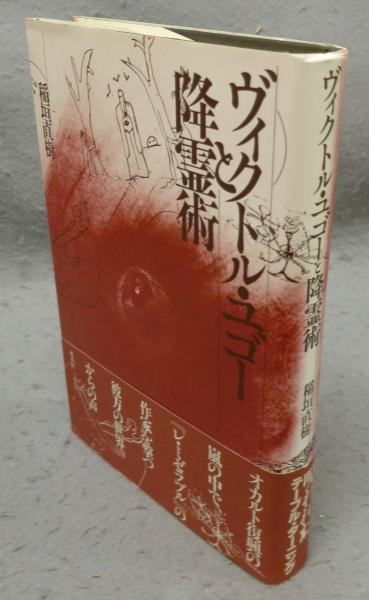 ヴィクトル・ユゴー
と
降霊術
稲垣直樹
オカルト復興の
嵐の中で
『レ・ミゼラブル』の
作家を撃つ
彼方の世界
からの声
ヴィクトル・ユゴーと降霊術
稲垣直樹
テーブル・ターニング